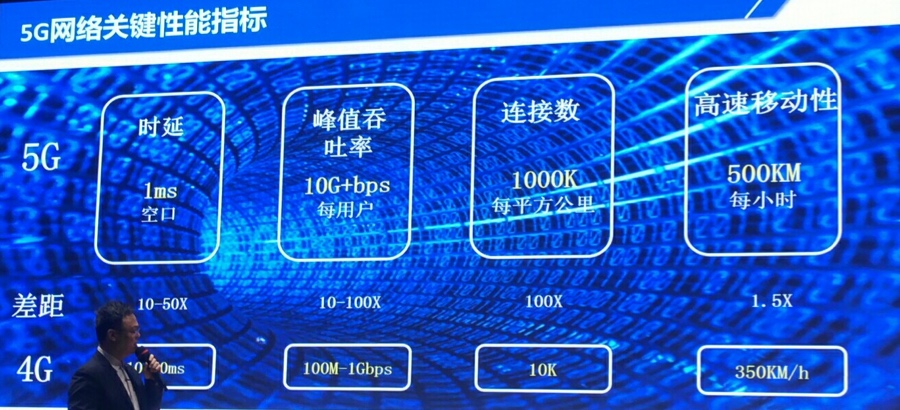 5G网络关键性能指标
5G
时延
1ms
空口
峰值吞
吐率
10G+bps
每用户
连接数
1000K
每平方公里
高速移动性
500KM
每小时
差距
10-50X
10-100X
100X
1.5X
4G
100M-1Gbps
10K
350KM/h